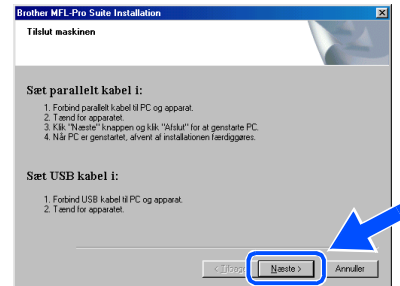 Brother MFL-Pro Suite Installation
Tilslut maskinen
Sæt parallelt kabel i:
1. Forbind parallelt kabel til PC og apparat.
2. Tænd for apparatet.
3. Klik "Næste" knappen og klik "Afslut" for at genstarte PC.
4. Når PC er genstartet, afvent af installationen færdiggøres.
Sæt USB kabel i:
1. Forbind USB kabel til PC og apparat.
2. Tænd for apparatet.
< Tilbage Næste > Annuller